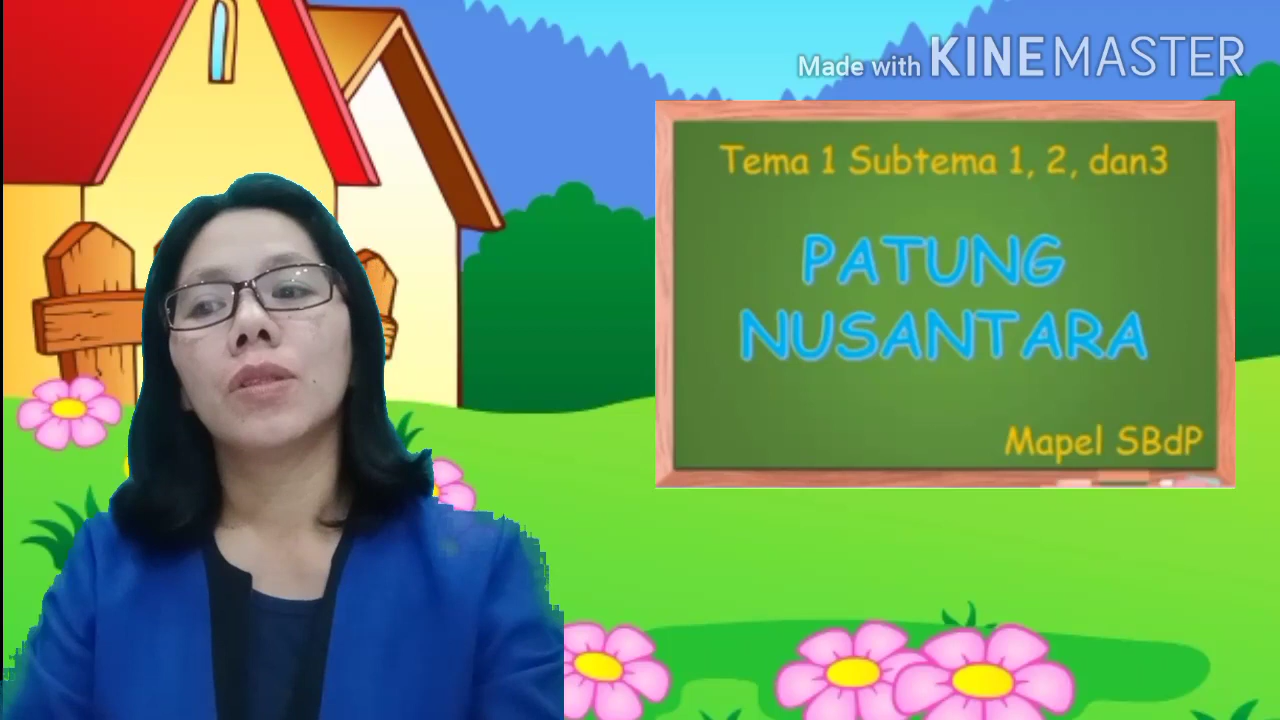 Made with KINEMASTER
Tema 1 Subtema 1, 2, dan3
PATUNG
NUSANTARA
Mapel SBdP